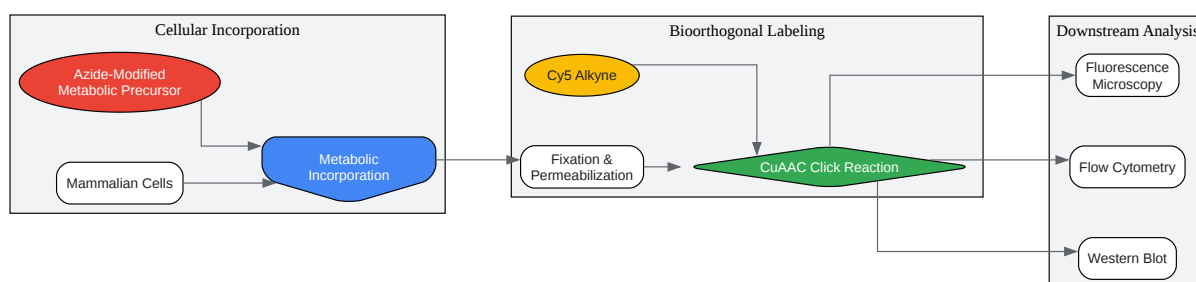 Cellular Incorporation
Azide-Modified
Metabolic Precursor
Mammalian Cells
Metabolic
Incorporation
Bioorthogonal Labeling
Cy5 Alkyne
Fixation &
Permeabilization
CuAAC Click Reaction
Downstream Analysis
Fluorescence
Microscopy
Flow Cytometry
Western Blot